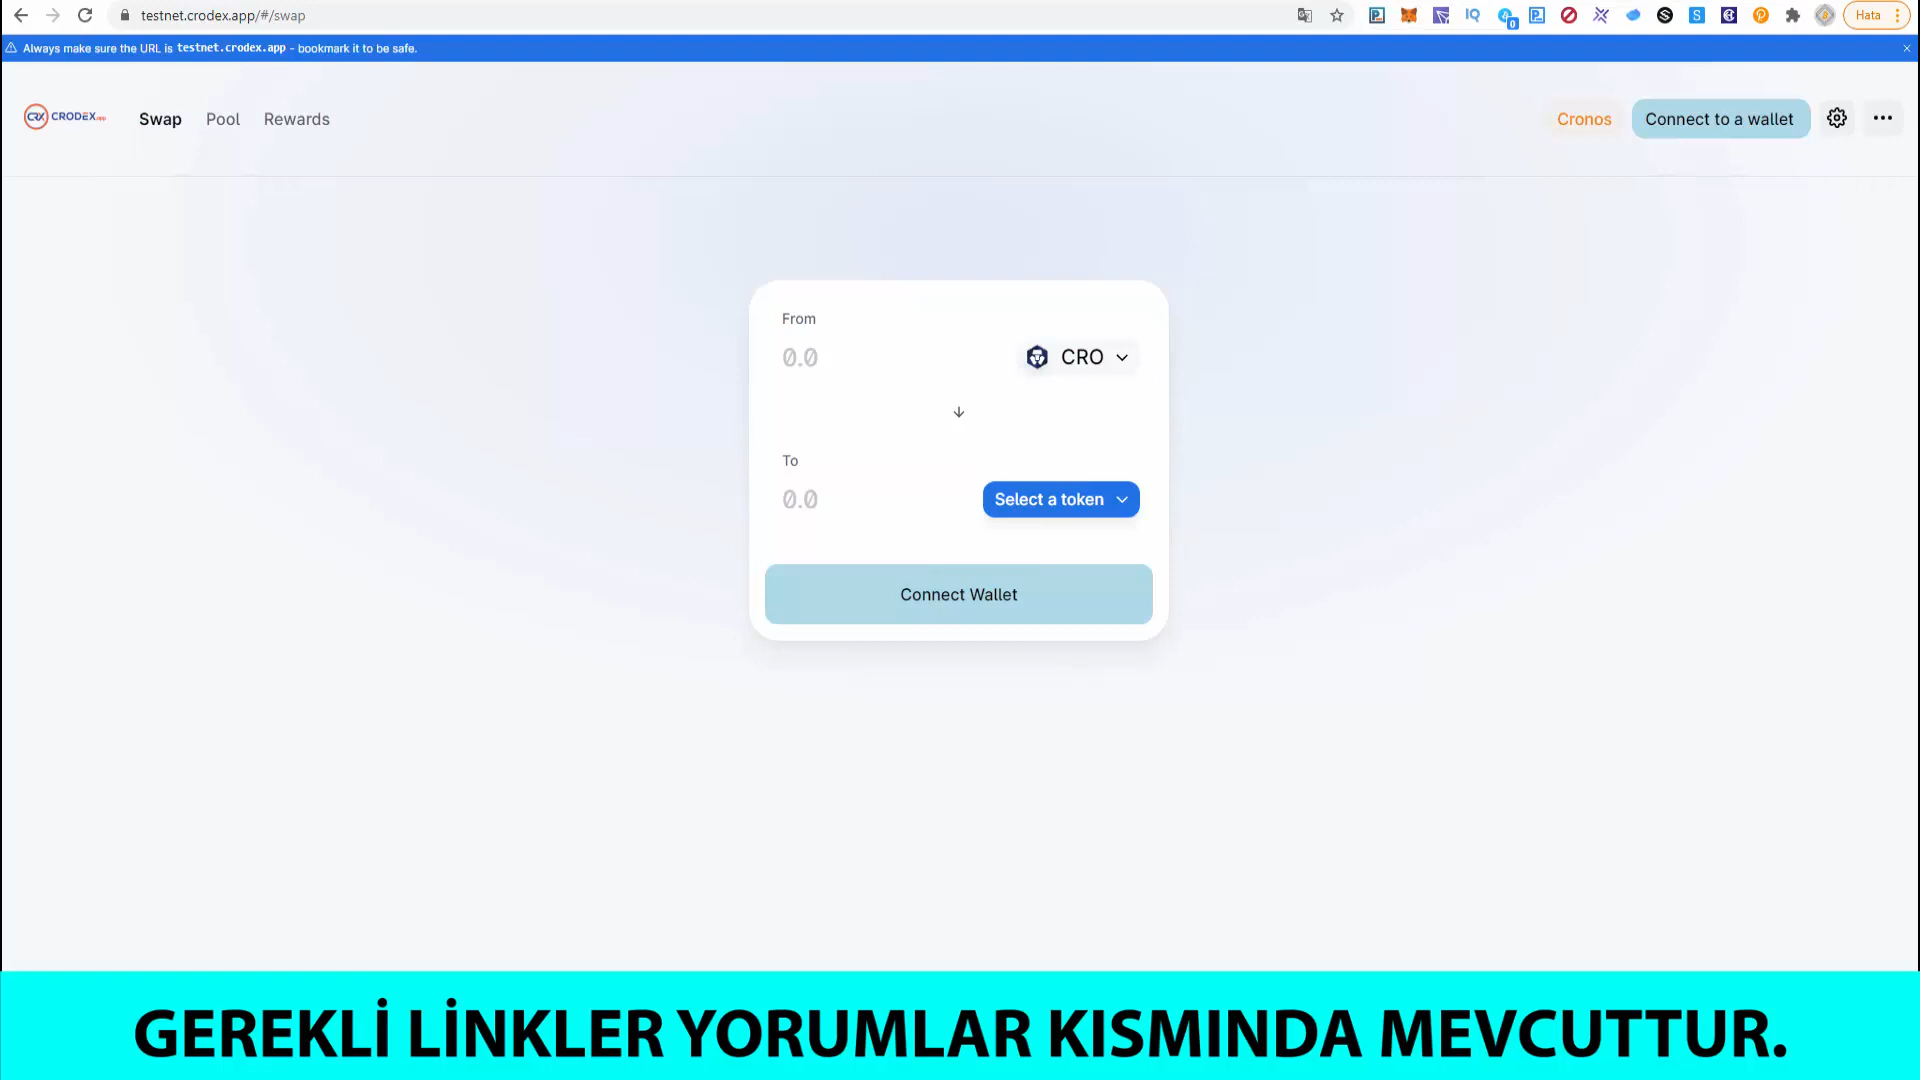 testnet.crodex.app/#/swap
Hata
Always make sure the URL is testnet.crodex.app - bookmark it to be safe.
CRX CRODEX.app
Swap
Pool
Rewards
Cronos
Connect to a wallet
From
0.0
CRO
To
0.0
Select a token
Connect Wallet
GEREKLİ LİNKLER YORUMLAR KISMINDA MEVCUTTUR.